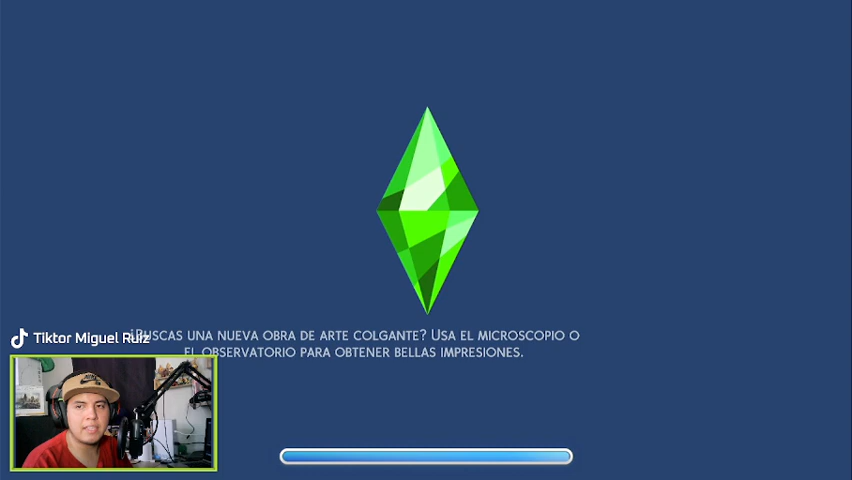 ¿Buscas una nueva obra de arte colgante? Usa el microscopio o
el observatorio para obtener bellas impresiones.
Tiktor Miguel Ruiz